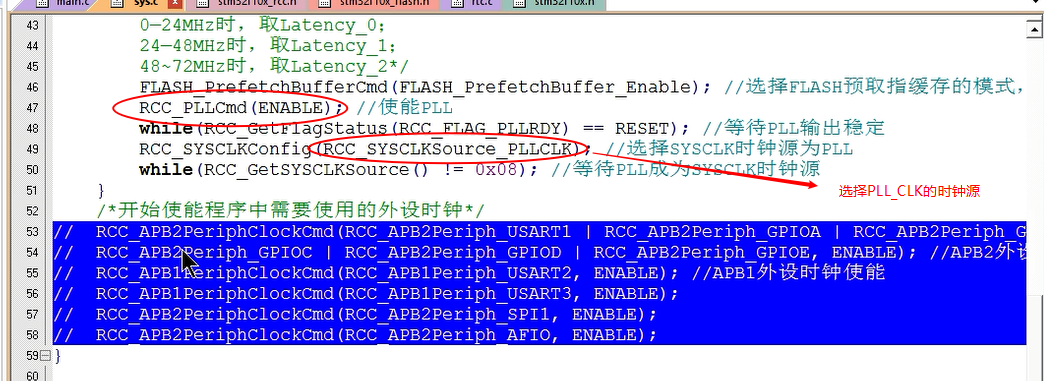 main.c sys.c x stm32f10x_rcc.h stm32f10x_flash.h rtc.c stm32f10x.h
43 0—24MHz时，取Latency_0；
44 24—48MHz时，取Latency_1；
45 48~72MHz时，取Latency_2*/
46 FLASH_PrefetchBufferCmd(FLASH_PrefetchBuffer_Enable); //选择FLASH预取指缓存的模式，
47 RCC_PLLCmd(ENABLE); //使能PLL
48 while(RCC_GetFlagStatus(RCC_FLAG_PLLRDY) == RESET); //等待PLL输出稳定
49 RCC_SYSCLKConfig(RCC_SYSCLKSource_PLLCLK); //选择SYSCLK时钟源为PLL
50 while(RCC_GetSYSCLKSource() != 0x08); //等待PLL成为SYSCLK时钟源
选择PLL_CLK的时钟源
51 }
52 /*开始使能程序中需要使用的外设时钟*/
53 // RCC_APB2PeriphClockCmd(RCC_APB2Periph_USART1 | RCC_APB2Periph_GPIOA | RCC_APB2Periph_G
54 // RCC_APB2Periph_GPIOC | RCC_APB2Periph_GPIOD | RCC_APB2Periph_GPIOE, ENABLE); //APB2外设
55 // RCC_APB1PeriphClockCmd(RCC_APB1Periph_USART2, ENABLE); //APB1外设时钟使能
56 // RCC_APB1PeriphClockCmd(RCC_APB1Periph_USART3, ENABLE);
57 // RCC_APB2PeriphClockCmd(RCC_APB2Periph_SPI1, ENABLE);
58 // RCC_APB2PeriphClockCmd(RCC_APB2Periph_AFIO, ENABLE);
59 }
60